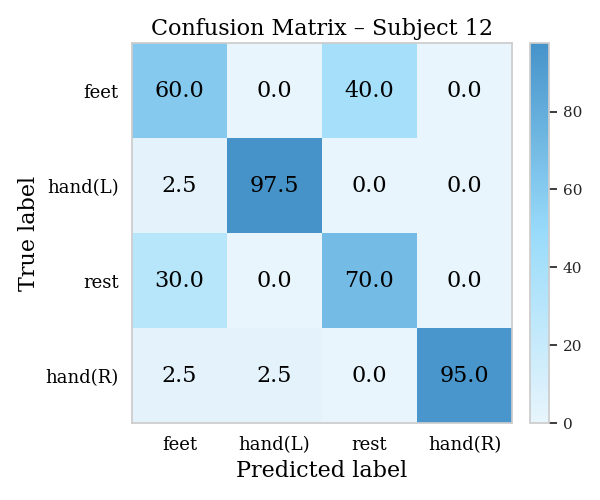 Confusion Matrix – Subject 12
feet 60.0 0.0 40.0 0.0
hand(L) 2.5 97.5 0.0 0.0
rest 30.0 0.0 70.0 0.0
hand(R) 2.5 2.5 0.0 95.0
feet hand(L) rest hand(R)
Predicted label
True label
80
60
40
20
0